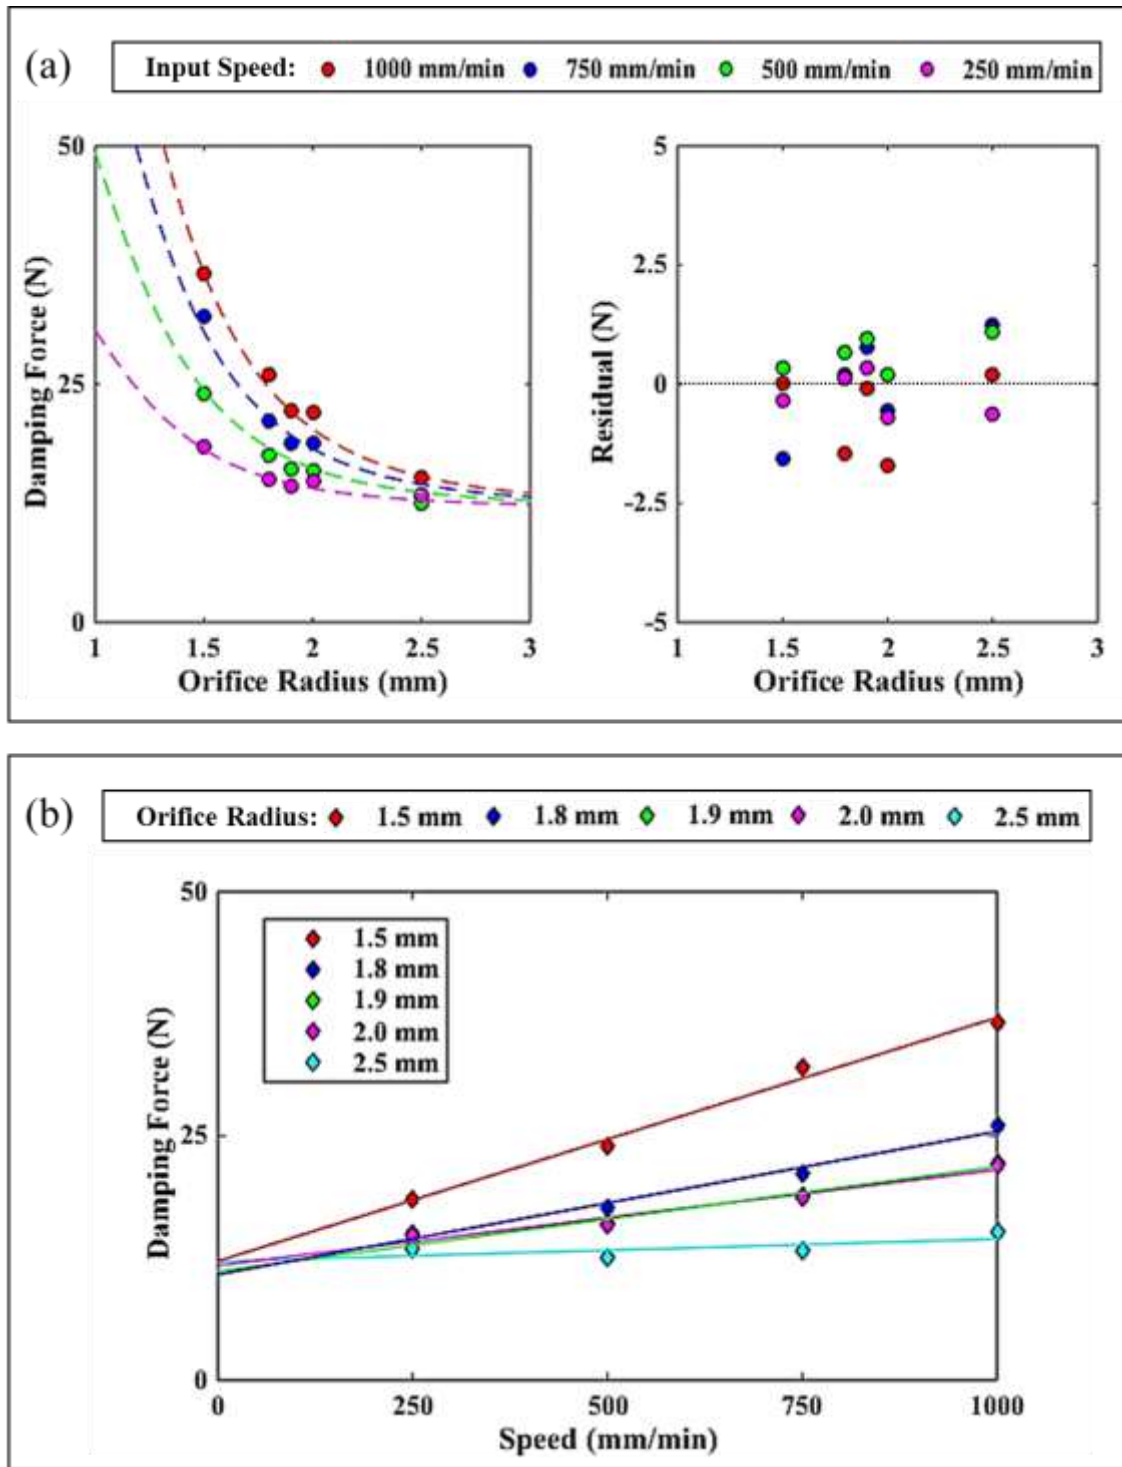 (a)
Input Speed: 1000 mm/min 750 mm/min 500 mm/min 250 mm/min
50
25
0
Damping Force (N)
1 1.5 2 2.5 3
Orifice Radius (mm)
5
2.5
0
-2.5
-5
Residual (N)
1 1.5 2 2.5 3
Orifice Radius (mm)
(b)
Orifice Radius: 1.5 mm 1.8 mm 1.9 mm 2.0 mm 2.5 mm
50
25
0
Damping Force (N)
1.5 mm
1.8 mm
1.9 mm
2.0 mm
2.5 mm
0 250 500 750 1000
Speed (mm/min)